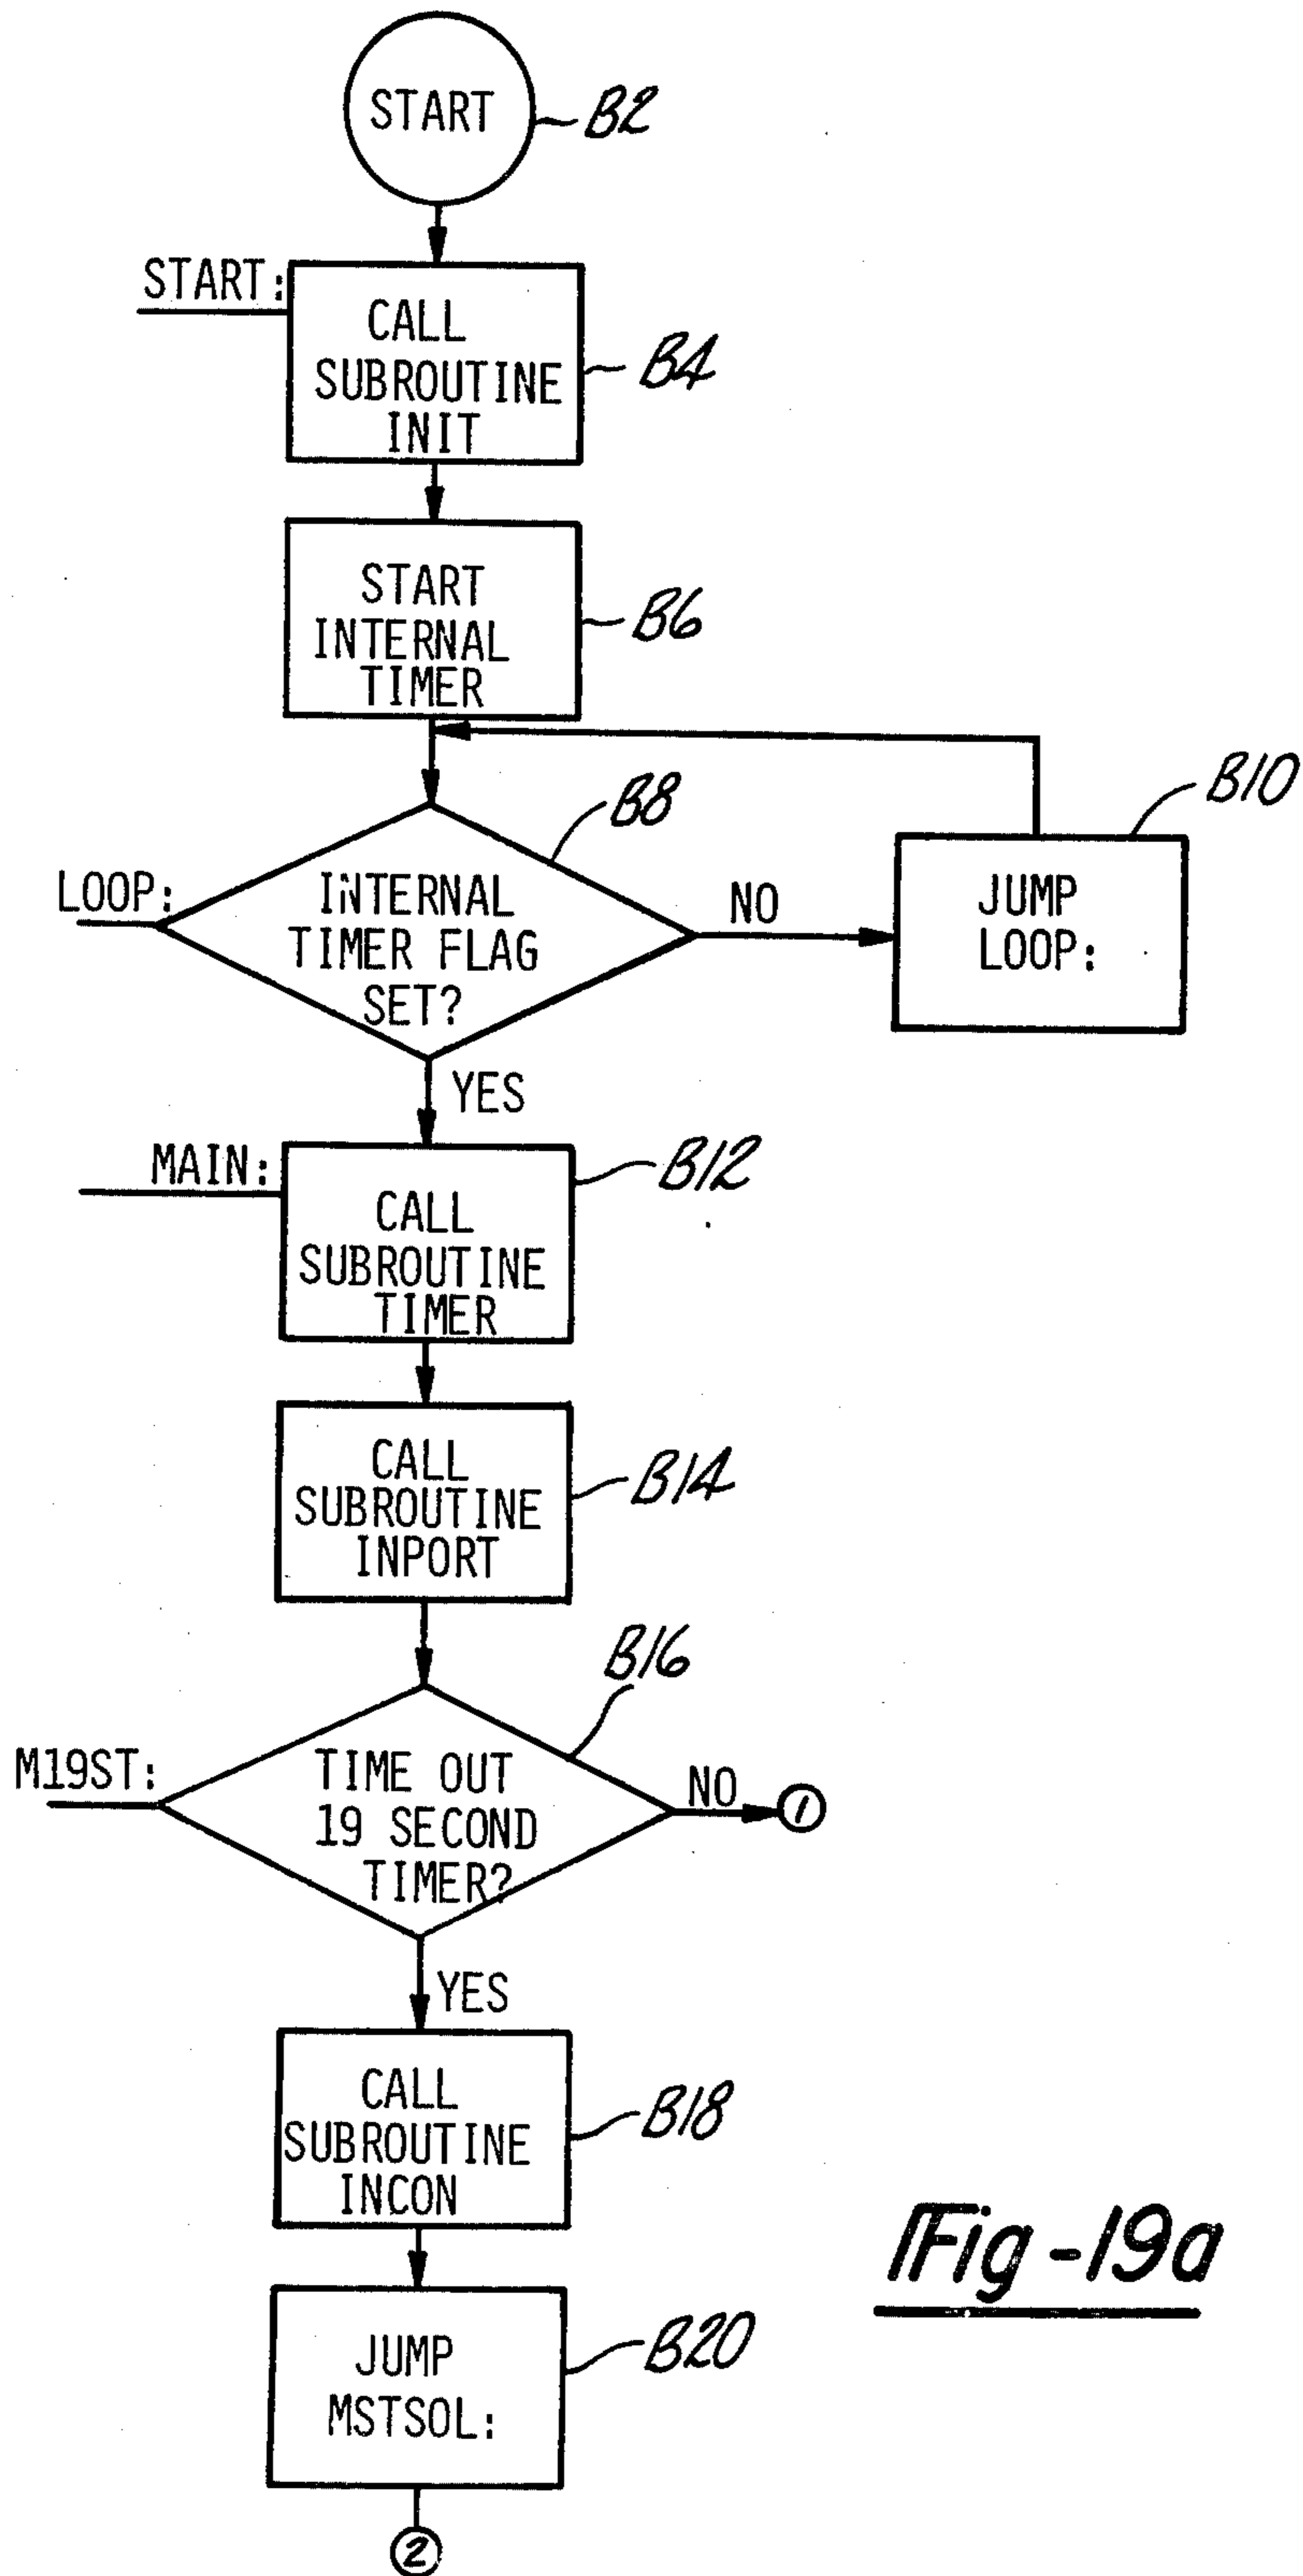 START
B2
START:
CALL
SUBROUTINE
INIT
B4
START
INTERNAL
TIMER
B6
B8
B10
LOOP:
INTERNAL
TIMER FLAG
SET?
NO
JUMP
LOOP:
YES
MAIN:
B12
CALL
SUBROUTINE
TIMER
CALL
SUBROUTINE
INPORT
B14
B16
M19ST:
TIME OUT
19 SECOND
TIMER?
NO
1
YES
CALL
SUBROUTINE
INCON
B18
Fig-19a
JUMP
MSTSOL:
B20
2